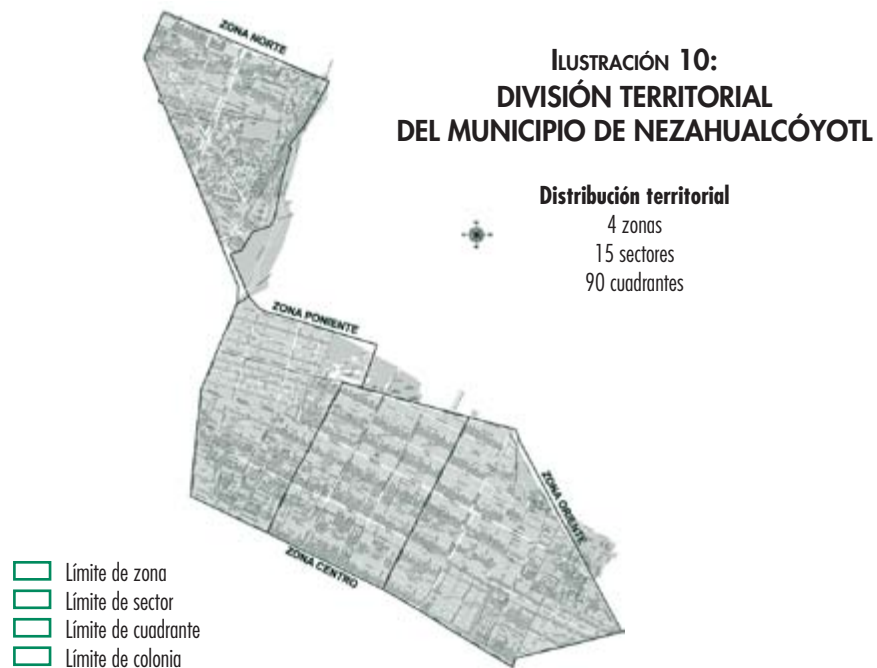 ILUSTRACIÓN 10:
DIVISIÓN TERRITORIAL
DEL MUNICIPIO DE NEZAHUALCÓYOTL
Distribución territorial
4 zonas
15 sectores
90 cuadrantes
ZONA NORTE
ZONA PONIENTE
ZONA ORIENTE
ZONA CENTRO
Límite de zona
Límite de sector
Límite de cuadrante
Límite de colonia